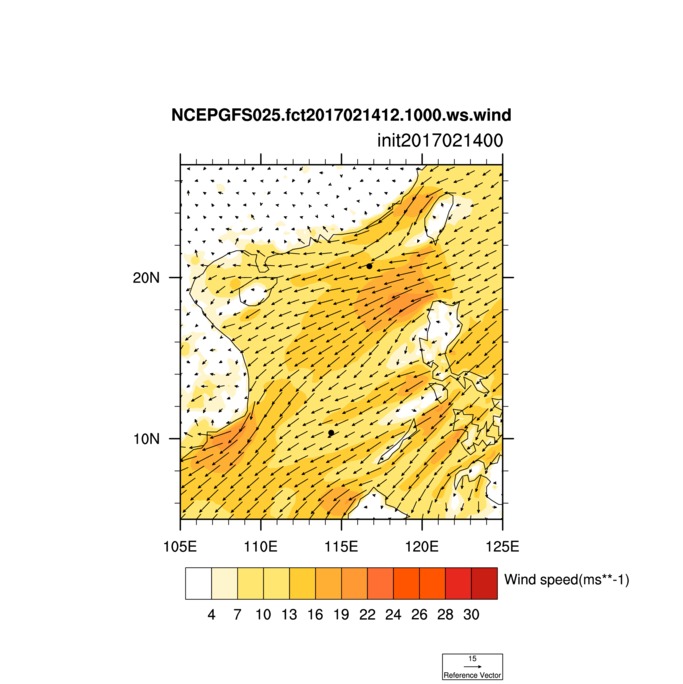 NCEPGFS025.fct2017021412.1000.ws.wind
init2017021400
20N
10N
105E 110E 115E 120E 125E
Wind speed(ms**-1)
4 7 10 13 16 19 22 24 26 28 30
15
Reference Vector